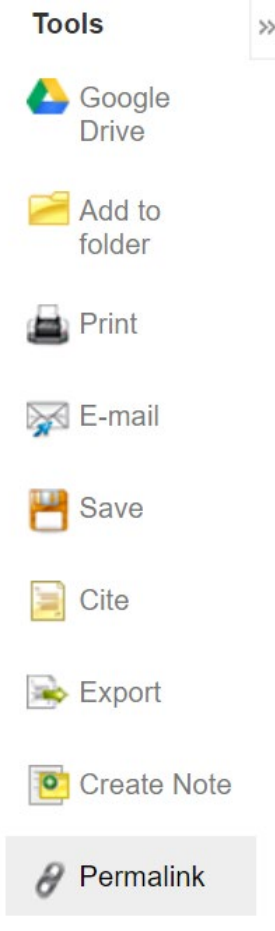 Tools »
Google
Drive
Add to
folder
Print
E-mail
Save
Cite
Export
Create Note
Permalink